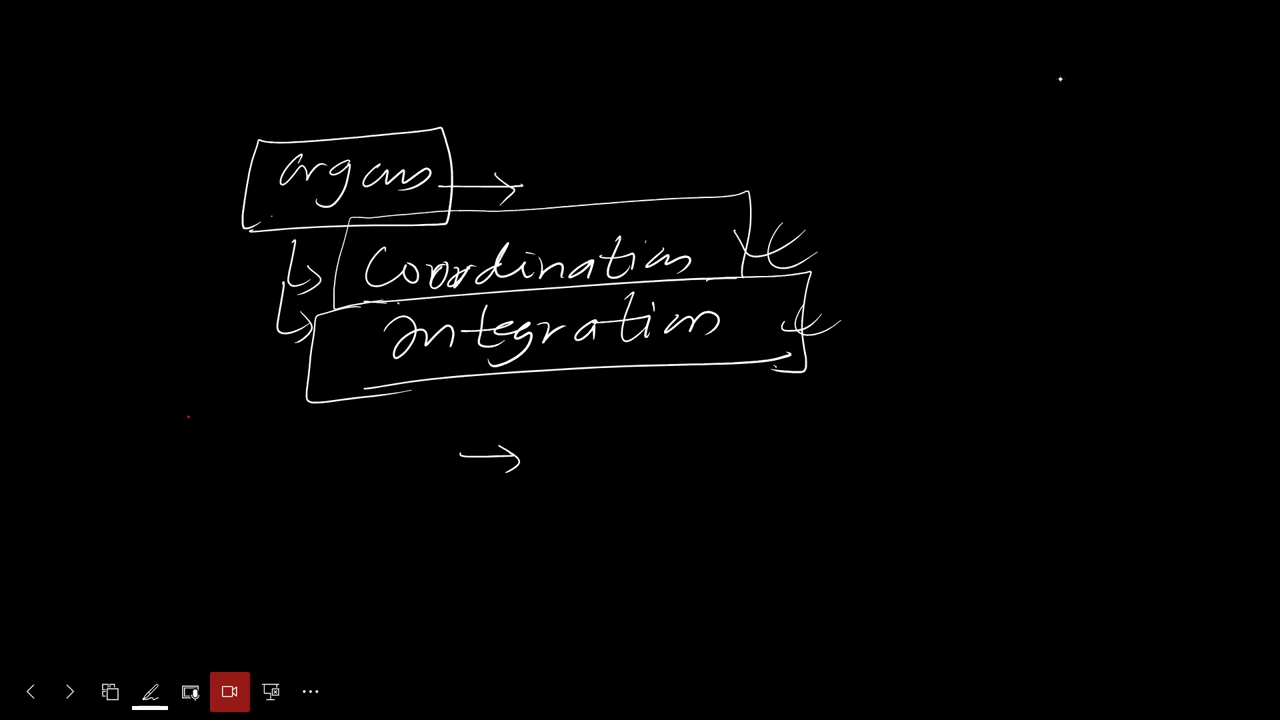 organs →
Coordination
Integration
→